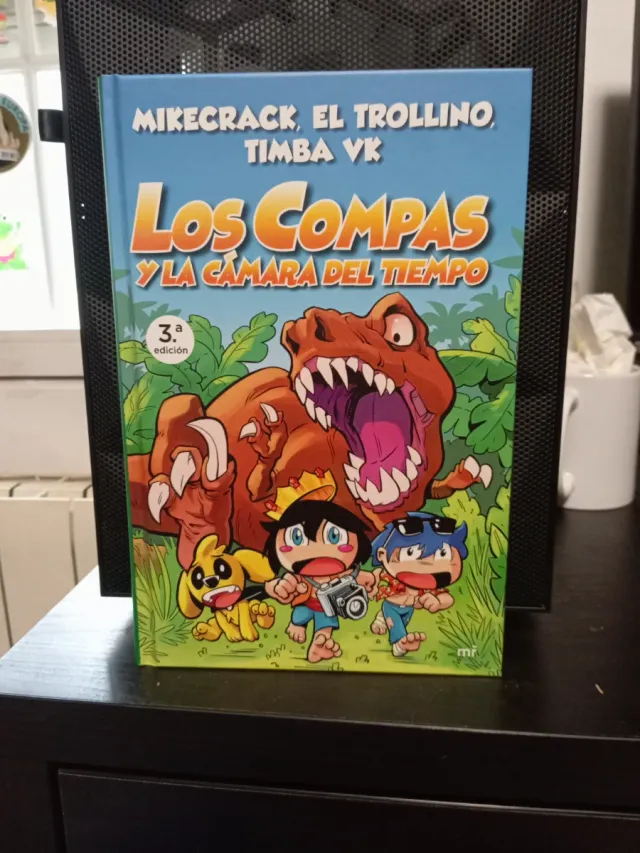 MIKECRACK, EL TROLLINO,
TIMBA VK
LOS COMPAS
Y LA CÁMARA DEL TIEMPO
3.ª
edición
mr